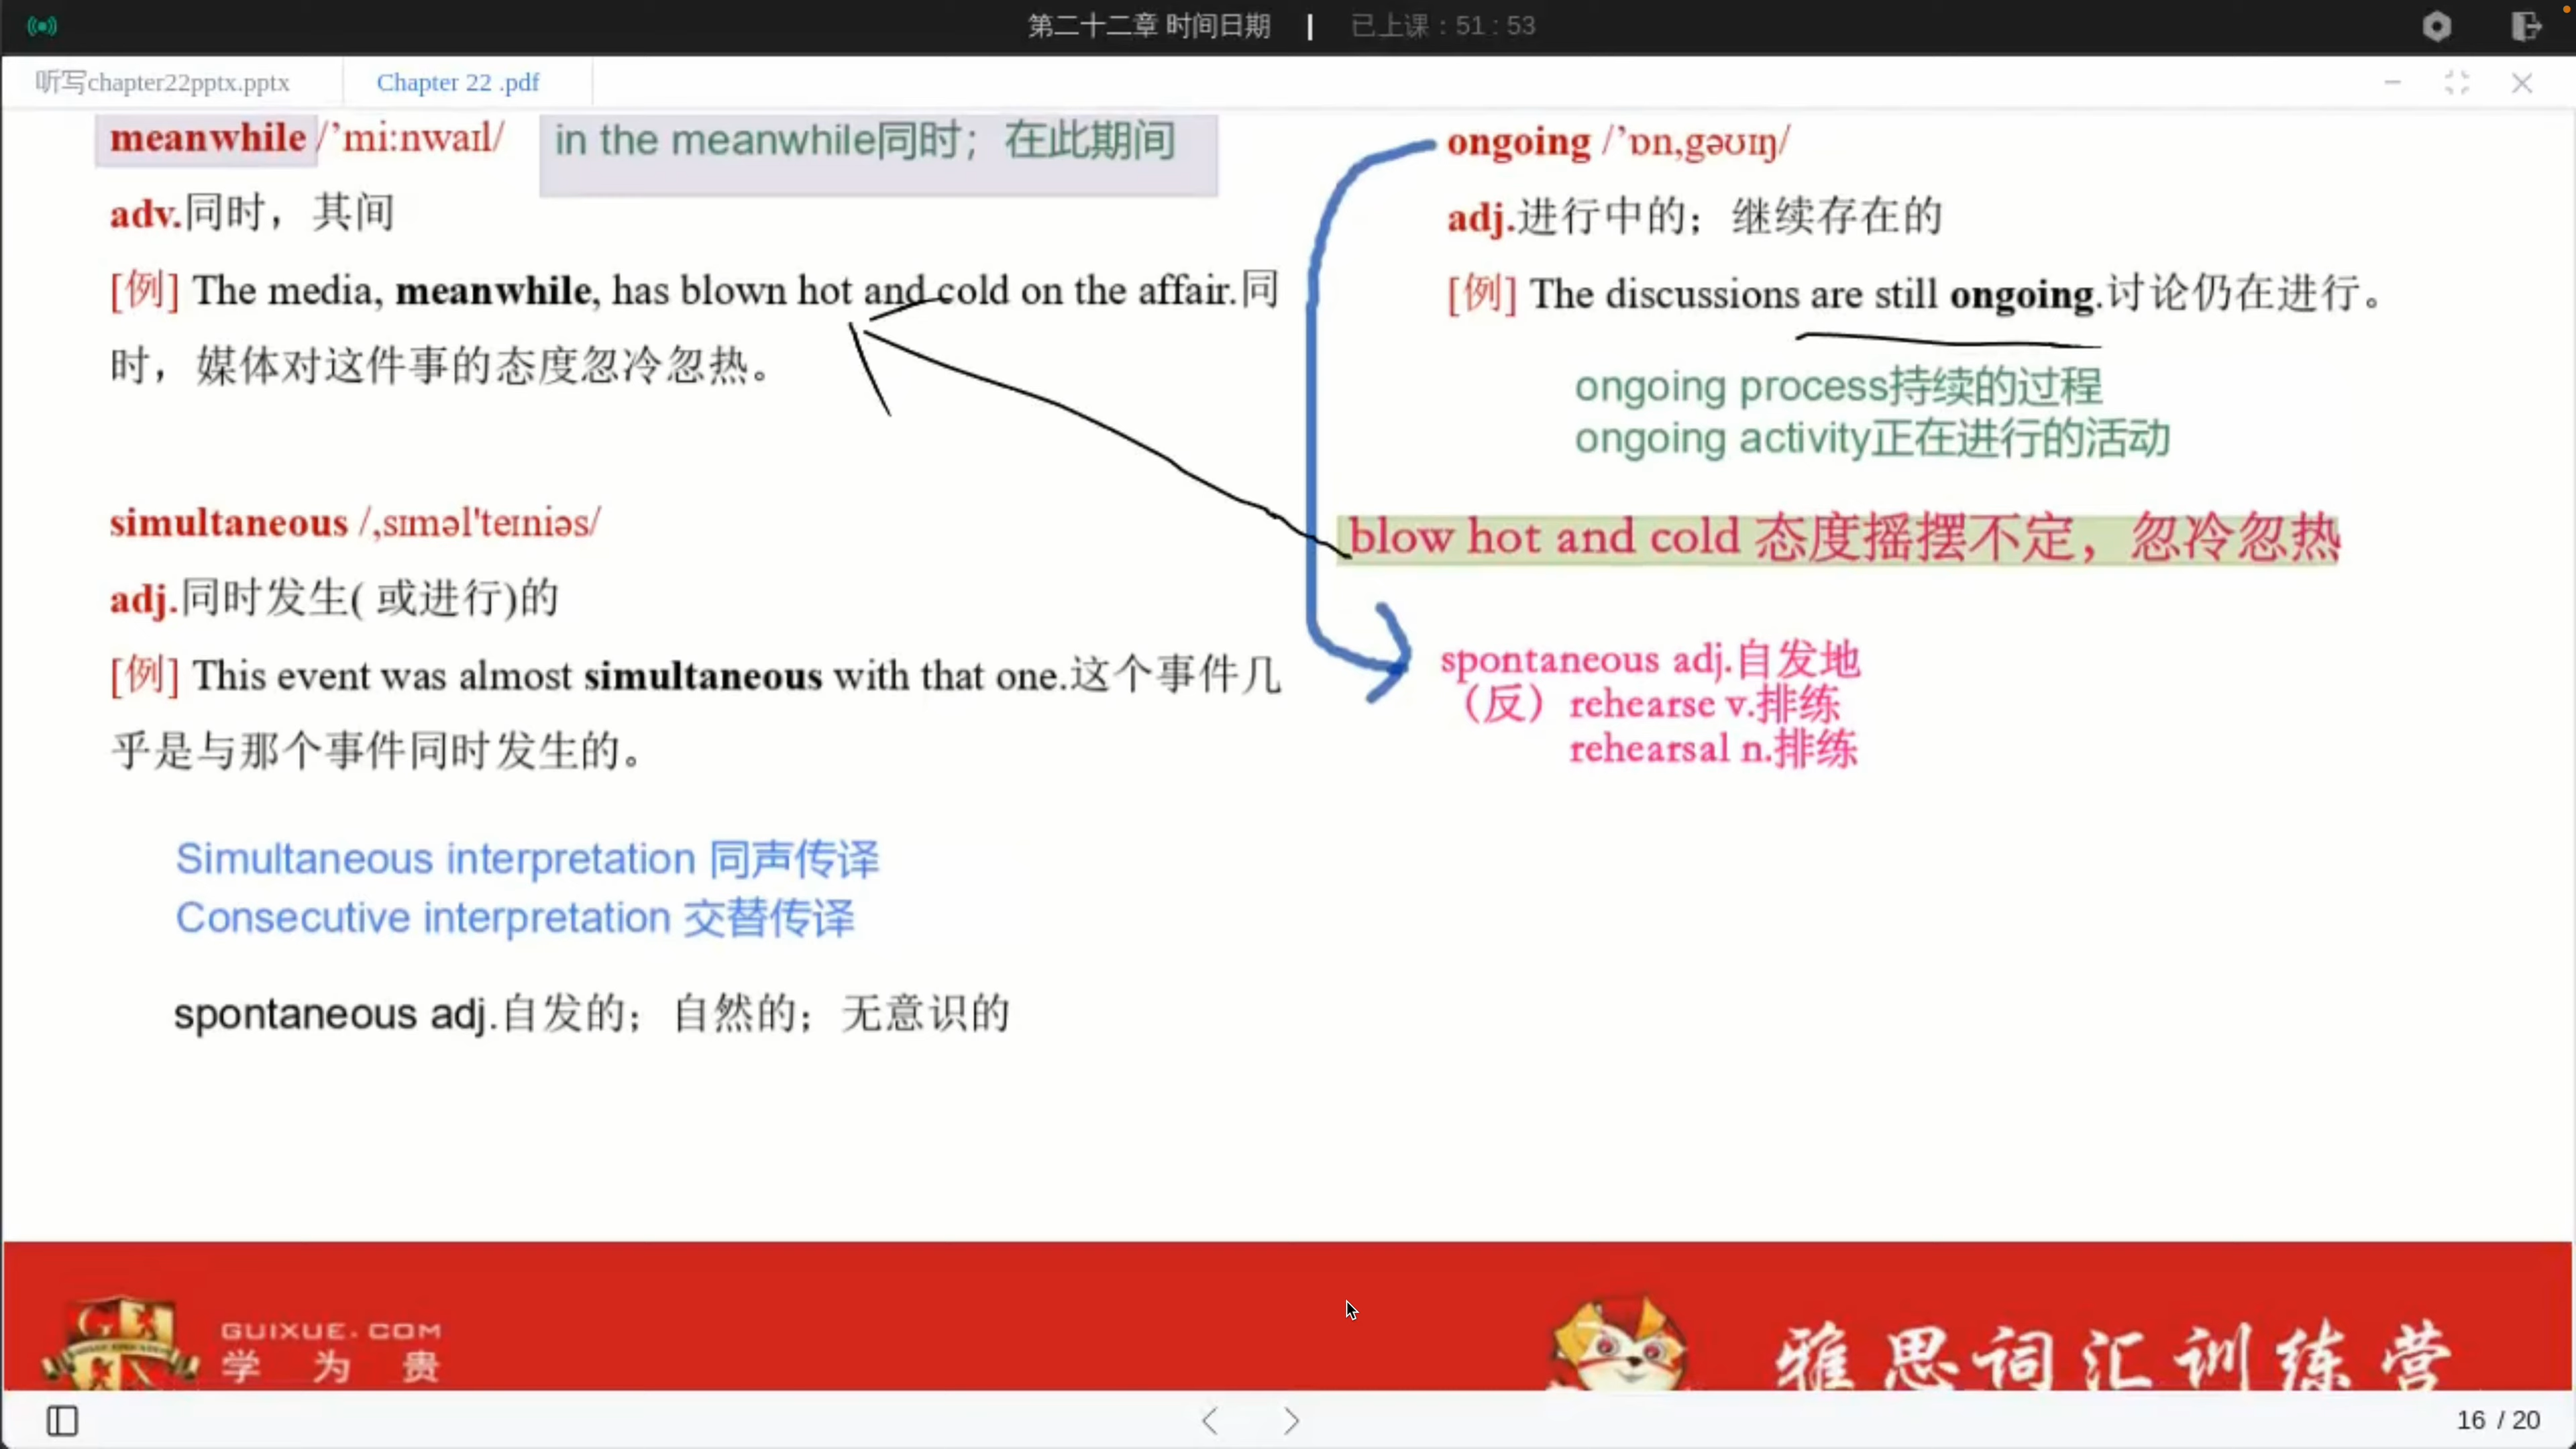 第二十二章 时间日期 | 已上课：51:53
听写chapter22pptx.pptx
Chapter 22 .pdf
meanwhile /’mi:nwaɪl/
in the meanwhile同时；在此期间
adv.同时，其间
[例] The media, meanwhile, has blown hot and cold on the affair.同
时，媒体对这件事的态度忽冷忽热。
simultaneous /,sɪməl'teɪniəs/
adj.同时发生( 或进行)的
[例] This event was almost simultaneous with that one.这个事件几
乎是与那个事件同时发生的。
Simultaneous interpretation 同声传译
Consecutive interpretation 交替传译
spontaneous adj.自发的；自然的；无意识的
ongoing /’ɒn,gəʊɪŋ/
adj.进行中的；继续存在的
[例] The discussions are still ongoing.讨论仍在进行。
ongoing process持续的过程
ongoing activity正在进行的活动
blow hot and cold 态度摇摆不定，忽冷忽热
spontaneous adj.自发地
（反）rehearse v.排练
rehearsal n.排练
GUIXUE.COM
学为贵
雅思词汇训练营
16 / 20